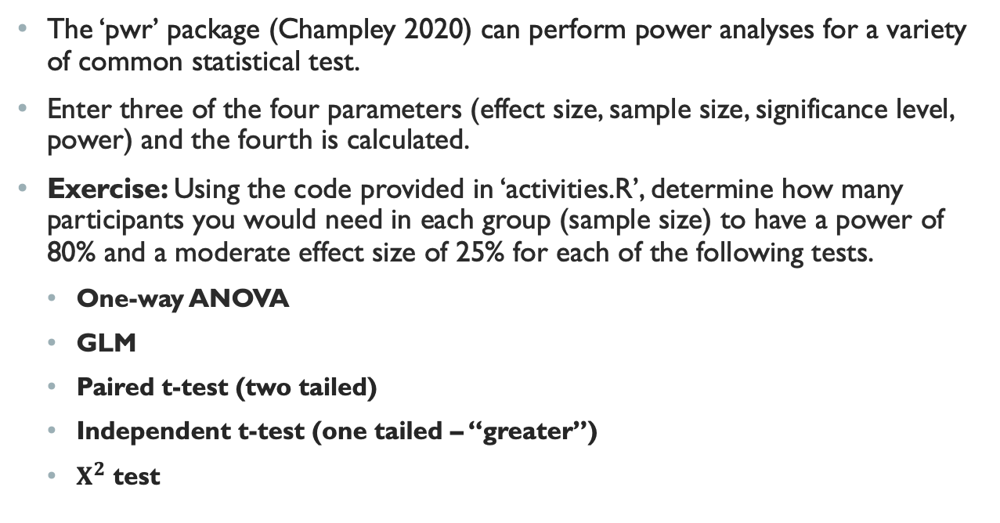 • The ‘pwr’ package (Champley 2020) can perform power analyses for a variety
of common statistical test.
• Enter three of the four parameters (effect size, sample size, significance level,
power) and the fourth is calculated.
• Exercise: Using the code provided in ‘activities.R’, determine how many
participants you would need in each group (sample size) to have a power of
80% and a moderate effect size of 25% for each of the following tests.
• One-way ANOVA
• GLM
• Paired t-test (two tailed)
• Independent t-test (one tailed – “greater”)
• X² test